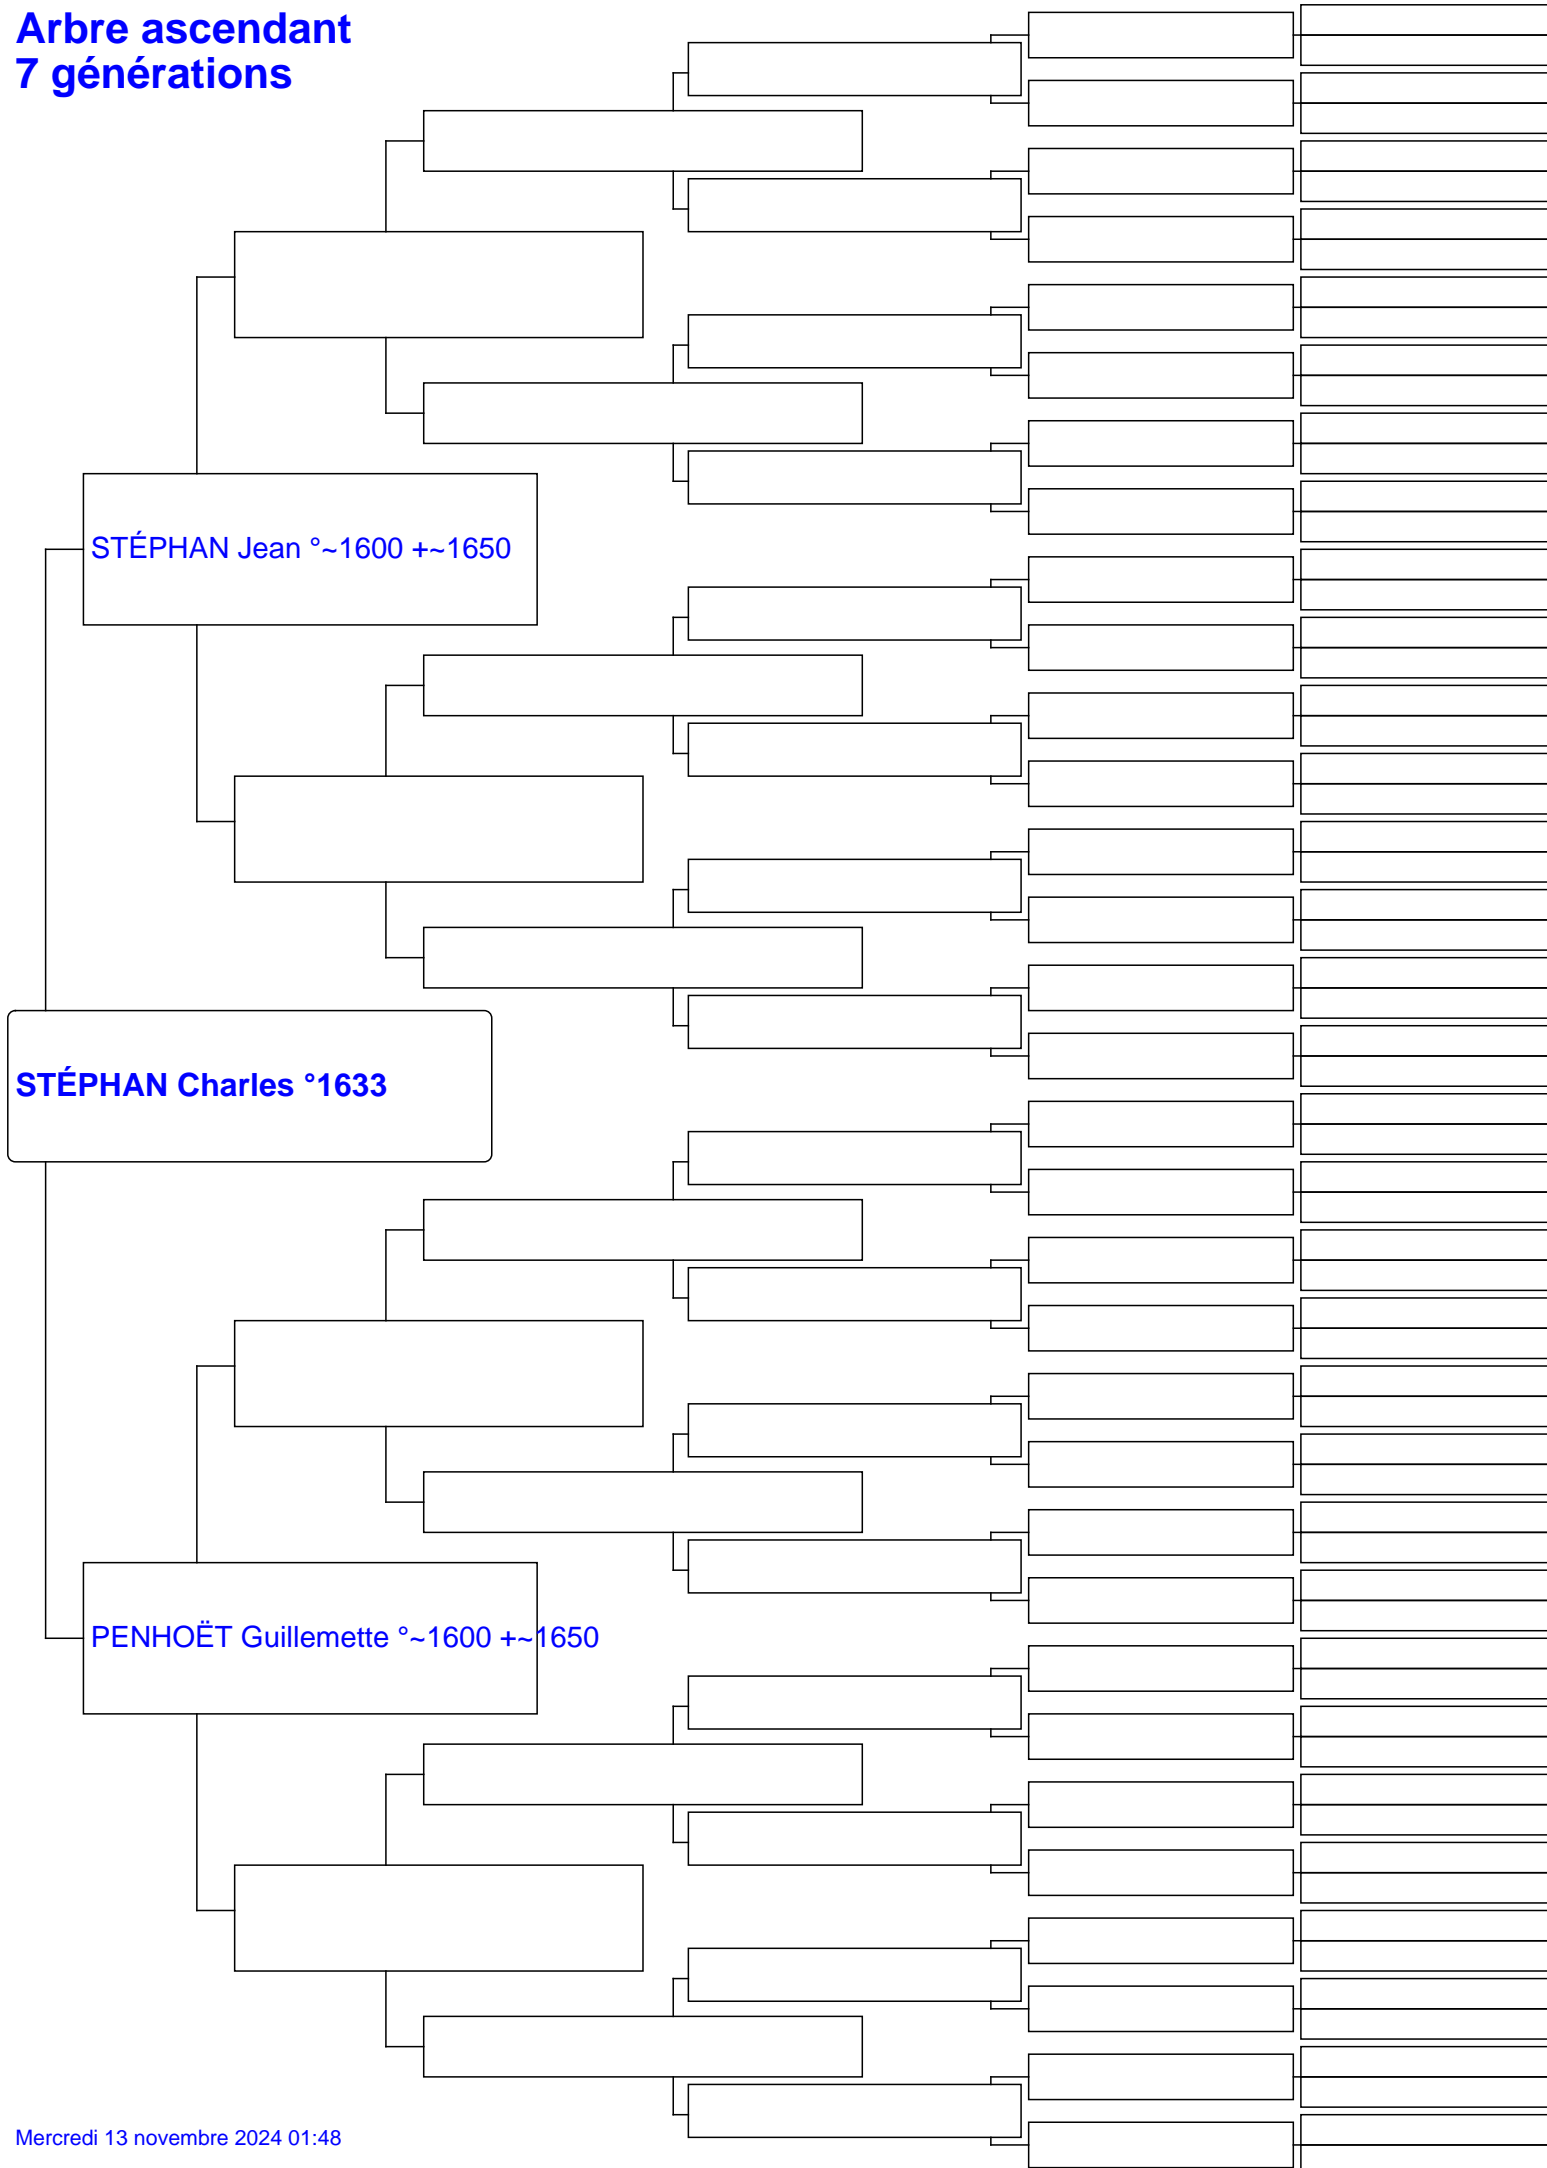 Arbre ascendant
7 générations
STÉPHAN Jean °~1600 +~1650
STÉPHAN Charles °1633
PENHOËT Guillemette °~1600 +~1650
Mercredi 13 novembre 2024 01:48